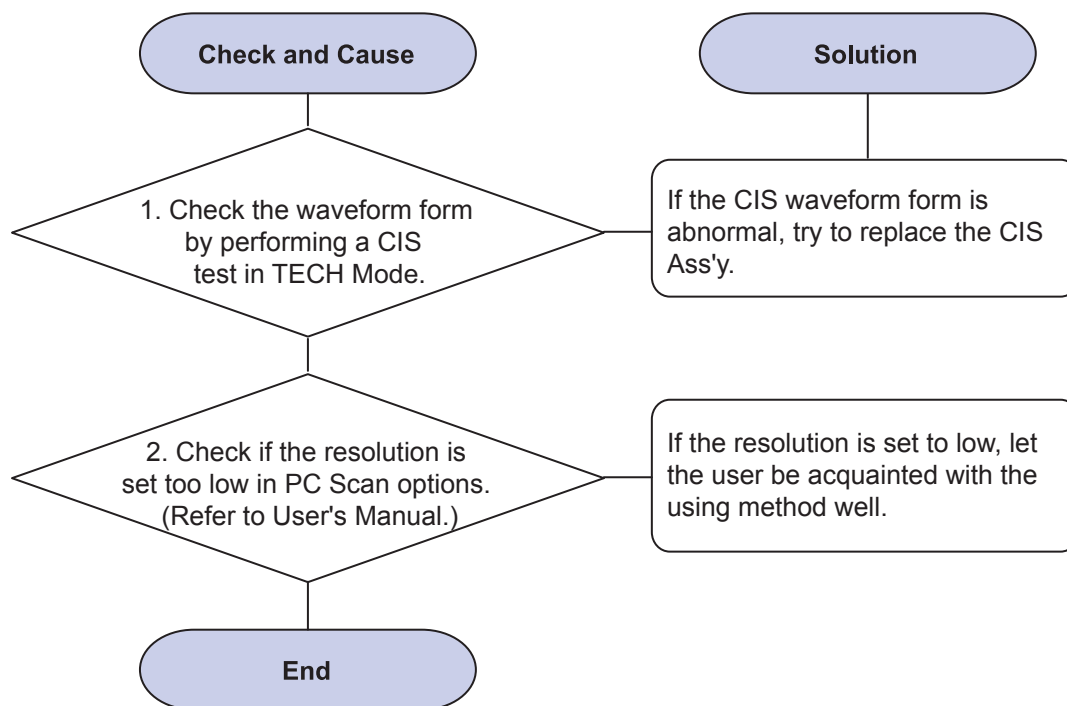 Check and Cause
Solution
1. Check the waveform form
by performing a CIS
test in TECH Mode.
If the CIS waveform form is
abnormal, try to replace the CIS
Ass'y.
2. Check if the resolution is
set too low in PC Scan options.
(Refer to User's Manual.)
If the resolution is set to low, let
the user be acquainted with the
using method well.
End